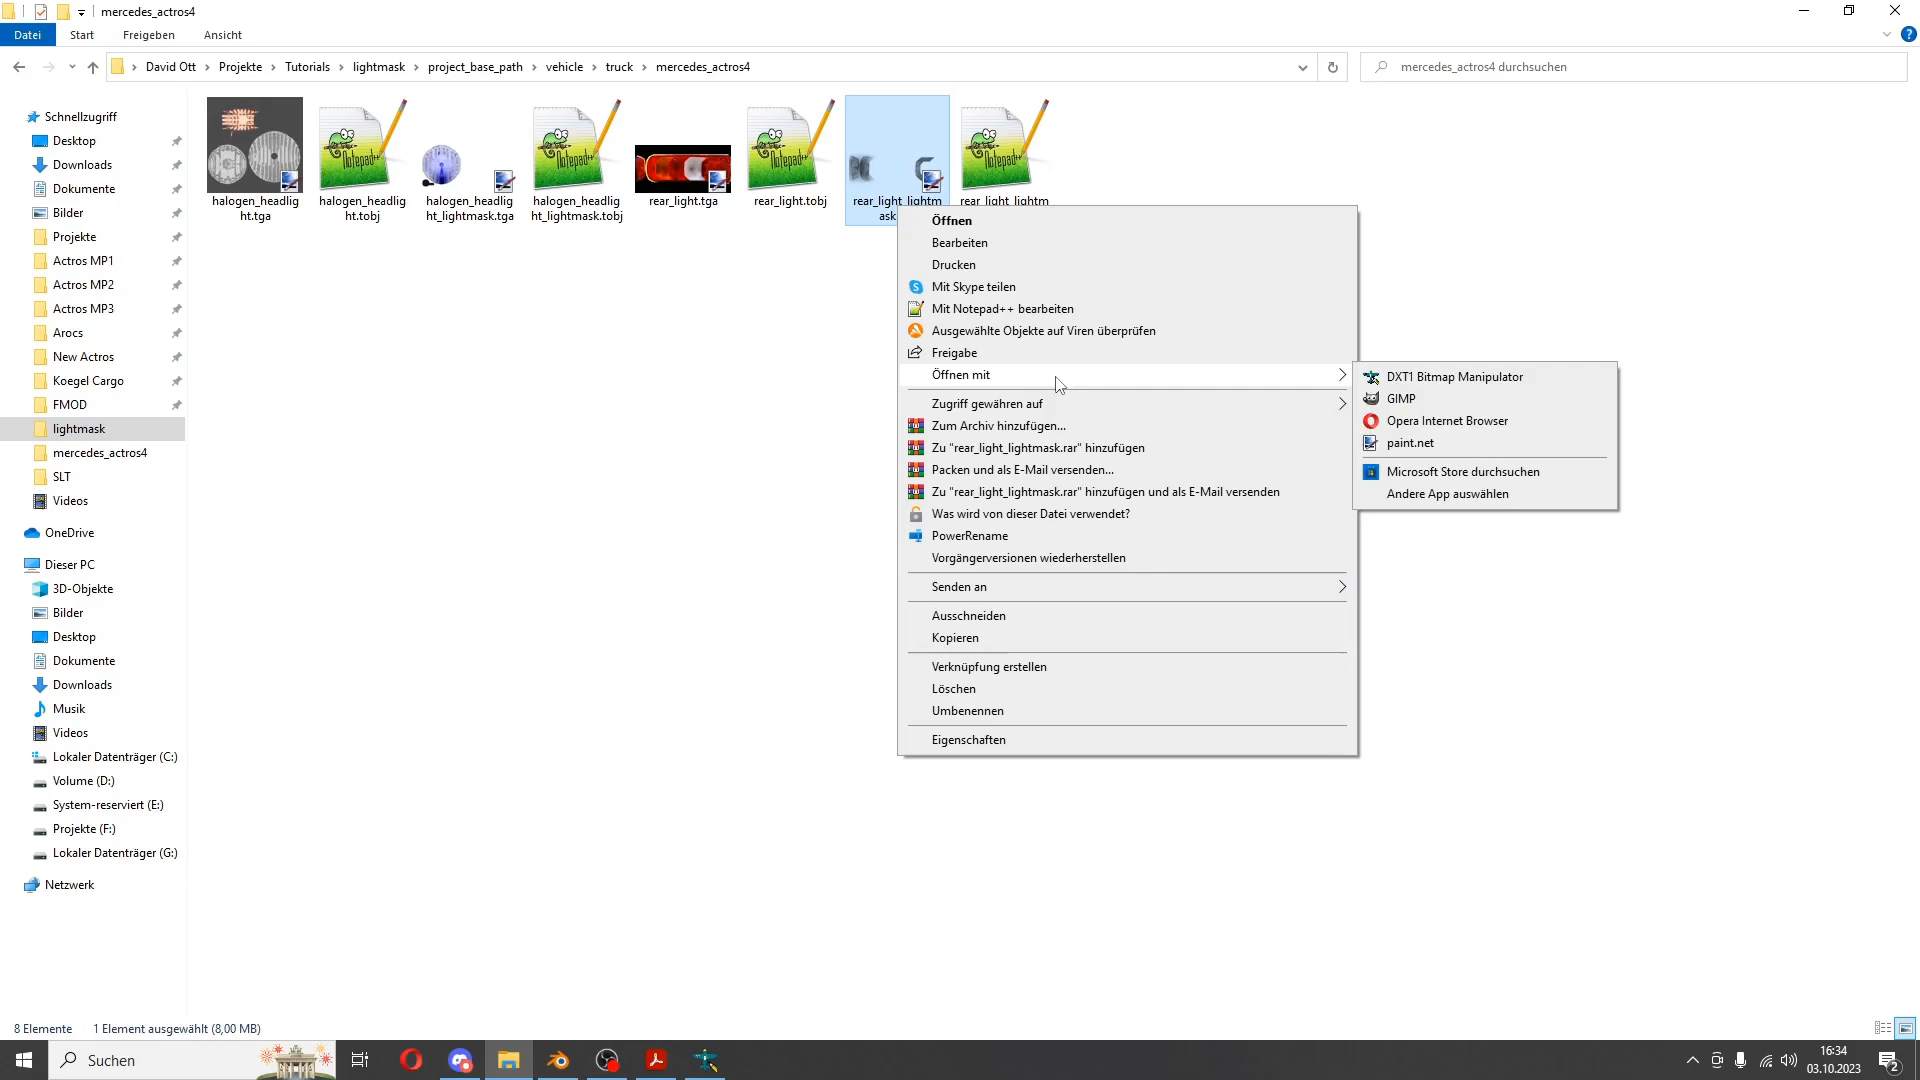 mercedes_actros4
Datei Start Freigeben Ansicht
David Ott Projekte Tutorials lightmask project_base_path vehicle truck mercedes_actros4
mercedes_actros4 durchsuchen
Schnellzugriff
Desktop
Downloads
Dokumente
Bilder
Projekte
Actros MP1
Actros MP2
Actros MP3
Arocs
New Actros
Koegel Cargo
FMOD
lightmask
mercedes_actros4
SLT
Videos
OneDrive
Dieser PC
3D-Objekte
Bilder
Desktop
Dokumente
Downloads
Musik
Videos
Lokaler Datenträger (C:)
Volume (D:)
System-reserviert (E:)
Projekte (F:)
Lokaler Datenträger (G:)
Netzwerk
halogen_headlig
ht.tga
halogen_headlig
ht.tobj
halogen_headlig
ht_lightmask.tga
halogen_headlig
ht_lightmask.tobj
rear_light.tga
rear_light.tobj
rear_light_lightm
ask
rear_light_lightm
Öffnen
Bearbeiten
Drucken
Mit Skype teilen
Mit Notepad++ bearbeiten
Ausgewählte Objekte auf Viren überprüfen
Freigabe
Öffnen mit
Zugriff gewähren auf
Zum Archiv hinzufügen...
Zu "rear_light_lightmask.rar" hinzufügen
Packen und als E-Mail versenden...
Zu "rear_light_lightmask.rar" hinzufügen und als E-Mail versenden
Was wird von dieser Datei verwendet?
PowerRename
Vorgängerversionen wiederherstellen
Senden an
Ausschneiden
Kopieren
Verknüpfung erstellen
Löschen
Umbenennen
Eigenschaften
DXT1 Bitmap Manipulator
GIMP
Opera Internet Browser
paint.net
Microsoft Store durchsuchen
Andere App auswählen
8 Elemente 1 Element ausgewählt (8,00 MB)
Suchen
16:34
03.10.2023
2